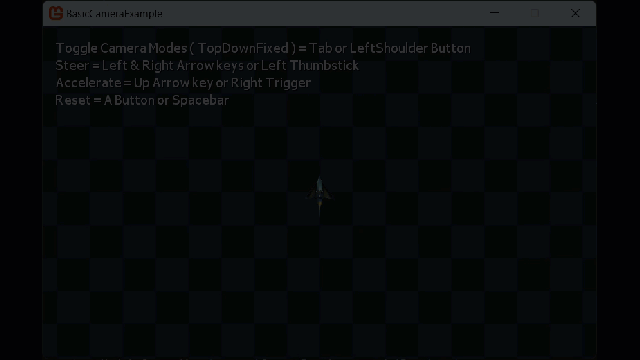 BasicCameraExample
Toggle Camera Modes ( TopDownFixed ) = Tab or LeftShoulder Button
Steer = Left & Right Arrow keys or Left Thumbstick
Accelerate = Up Arrow key or Right Trigger
Reset = A Button or Spacebar